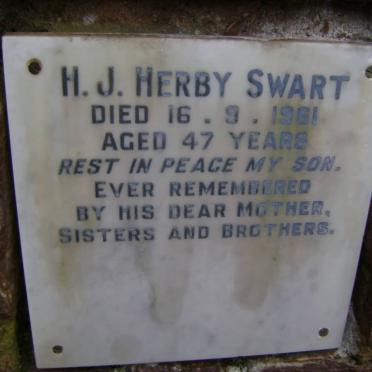 H. J. HERBY SWART
DIED 16 . 9 . 1981
AGED 47 YEARS
REST IN PEACE MY SON.
EVER REMEMBERED
BY HIS DEAR MOTHER,
SISTERS AND BROTHERS.